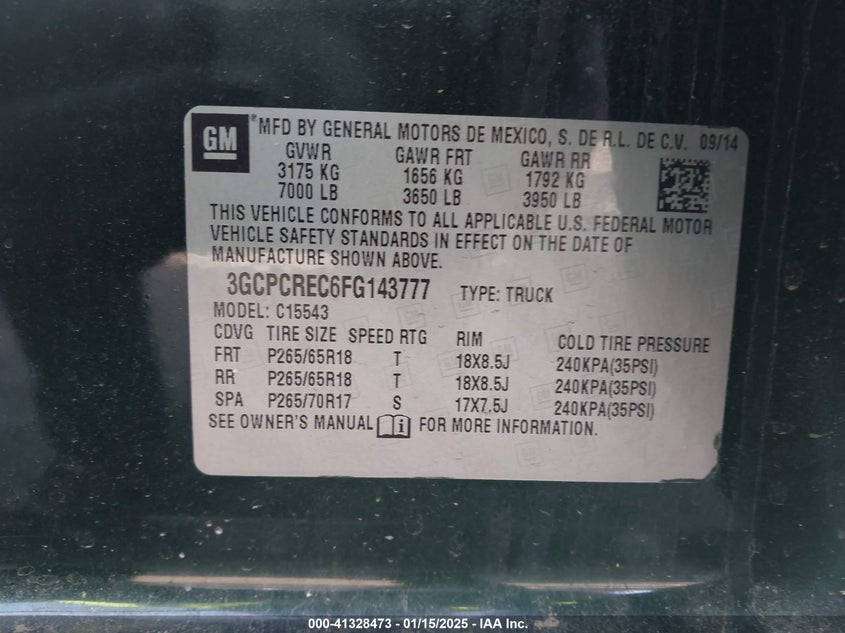 GM ® MFD BY GENERAL MOTORS DE MEXICO, S. DE R.L. DE C.V. 09/14
GVWR GAWR FRT GAWR RR
3175 KG 1656 KG 1792 KG
7000 LB 3650 LB 3950 LB
THIS VEHICLE CONFORMS TO ALL APPLICABLE U.S. FEDERAL MOTOR
VEHICLE SAFETY STANDARDS IN EFFECT ON THE DATE OF
MANUFACTURE SHOWN ABOVE.
3GCPCREC6FG143777 TYPE: TRUCK
MODEL: C15543
CDVG TIRE SIZE SPEED RTG RIM COLD TIRE PRESSURE
FRT P265/65R18 T 18X8.5J 240KPA(35PSI)
RR P265/65R18 T 18X8.5J 240KPA(35PSI)
SPA P265/70R17 S 17X7.5J 240KPA(35PSI)
SEE OWNER'S MANUAL i FOR MORE INFORMATION.
000-41328473 — 01/15/2025 — IAA Inc.